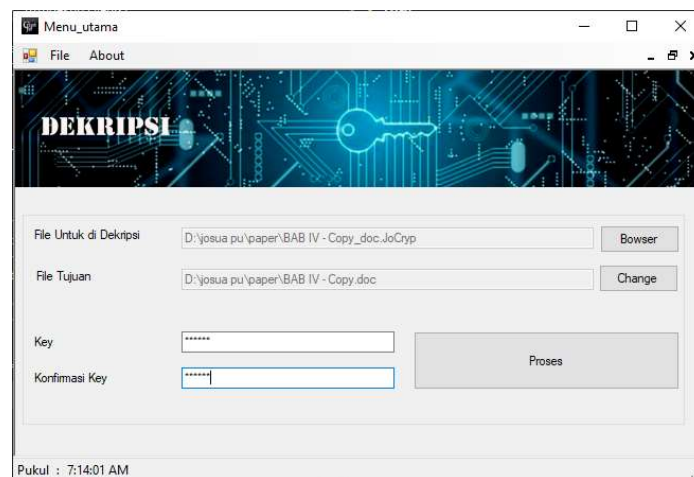 Menu_utama
File About
DEKRIPSI
File Untuk di Dekripsi D:\josua pu\paper\BAB IV - Copy_doc.JoCryp Bowser
File Tujuan D:\josua pu\paper\BAB IV - Copy.doc Change
Key ****** Proses
Konfirmasi Key ******
Pukul : 7:14:01 AM